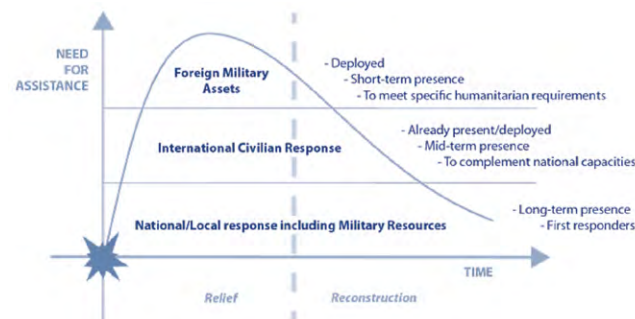 NEED
FOR
ASSISTANCE
Foreign Military
Assets
- Deployed
- Short-term presence
- To meet specific humanitarian requirements
International Civilian Response
- Already present/deployed
- Mid-term presence
- To complement national capacities
National/Local response including Military Resources
- Long-term presence
- First responders
TIME
Relief
Reconstruction